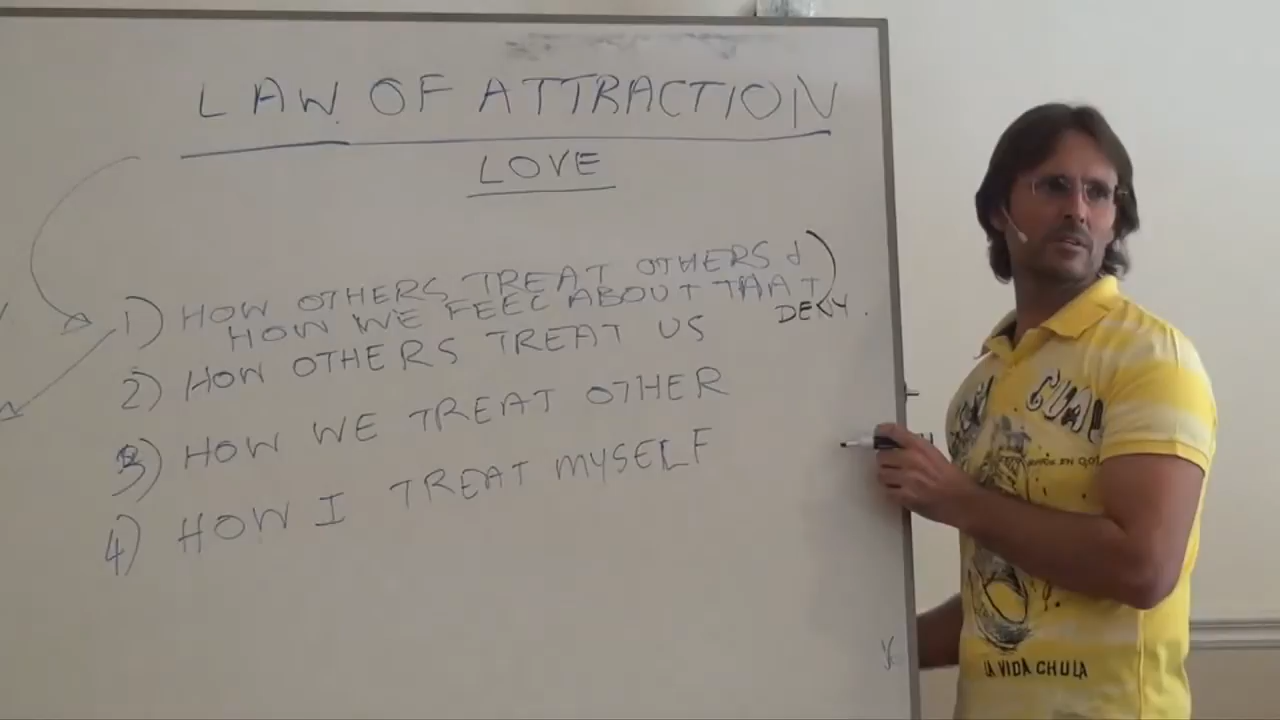 LAW OF ATTRACTION
LOVE
1) HOW OTHERS TREAT OTHERS &
HOW WE FEEL ABOUT THAT
DENY.
2) HOW OTHERS TREAT US
3) HOW WE TREAT OTHER
4) HOW I TREAT MYSELF
LA VIDA CHULA